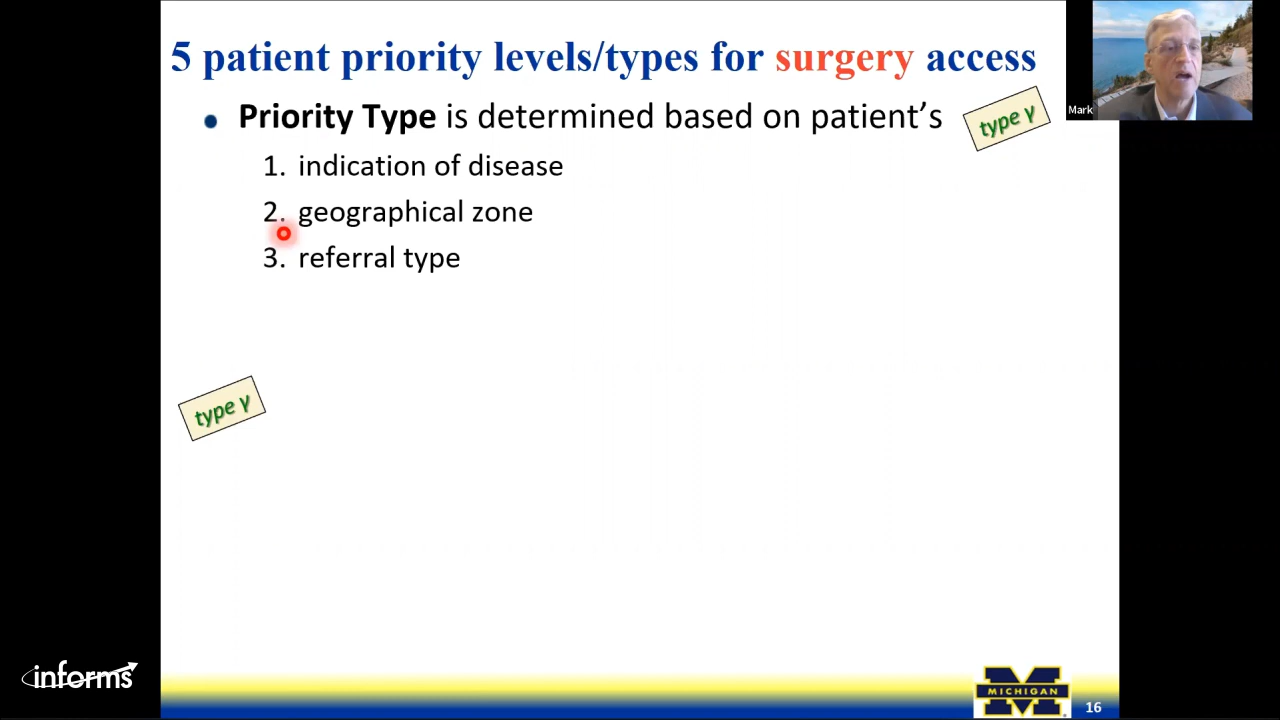 5 patient priority levels/types for surgery access
Mark
• Priority Type is determined based on patient's
type γ
1. indication of disease
2. geographical zone
3. referral type
type γ
informs
MICHIGAN
16